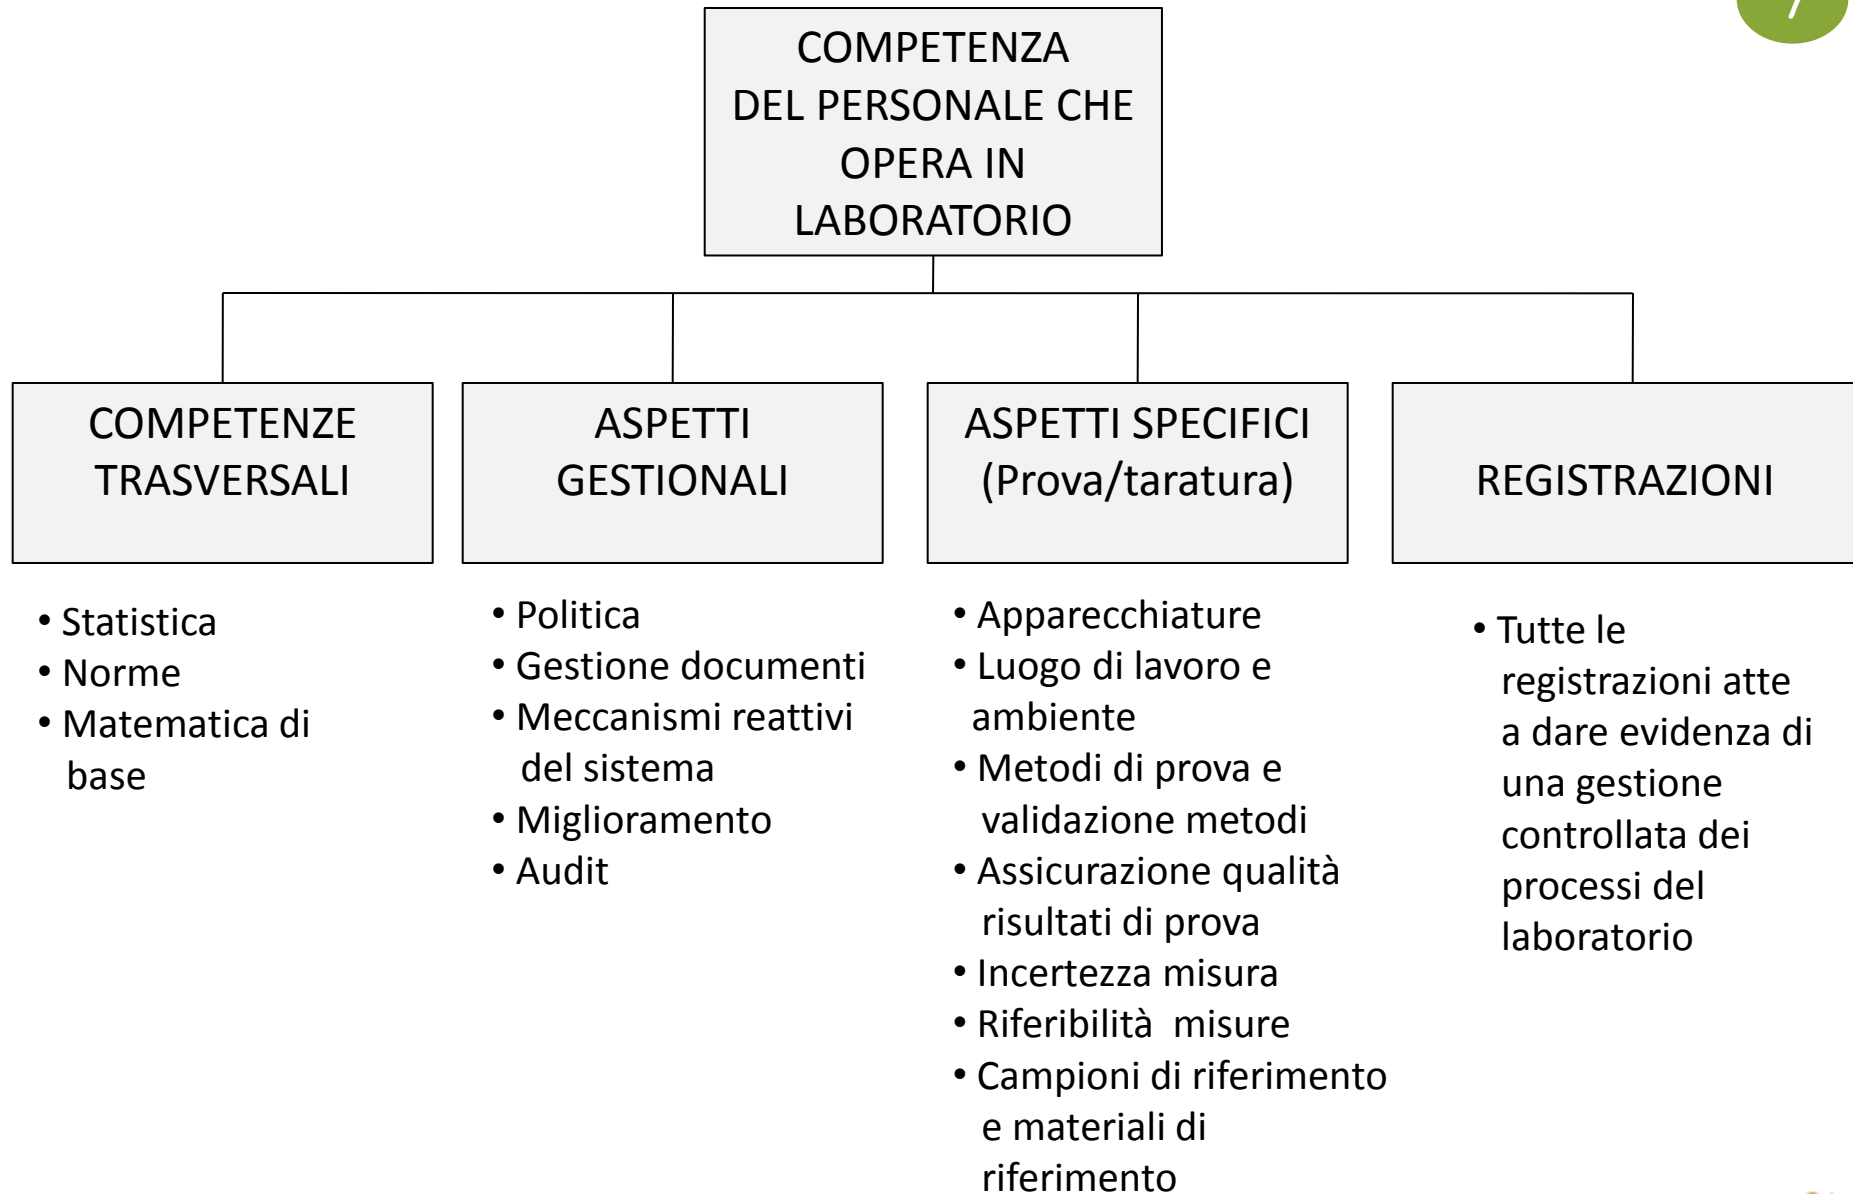 COMPETENZA
DEL PERSONALE CHE
OPERA IN
LABORATORIO
COMPETENZE
TRASVERSALI
• Statistica
• Norme
• Matematica di
base
ASPETTI
GESTIONALI
• Politica
• Gestione documenti
• Meccanismi reattivi
del sistema
• Miglioramento
• Audit
ASPETTI SPECIFICI
(Prova/taratura)
• Apparecchiature
• Luogo di lavoro e
ambiente
• Metodi di prova e
validazione metodi
• Assicurazione qualità
risultati di prova
• Incertezza misura
• Riferibilità misure
• Campioni di riferimento
e materiali di
riferimento
REGISTRAZIONI
• Tutte le
registrazioni atte
a dare evidenza di
una gestione
controllata dei
processi del
laboratorio